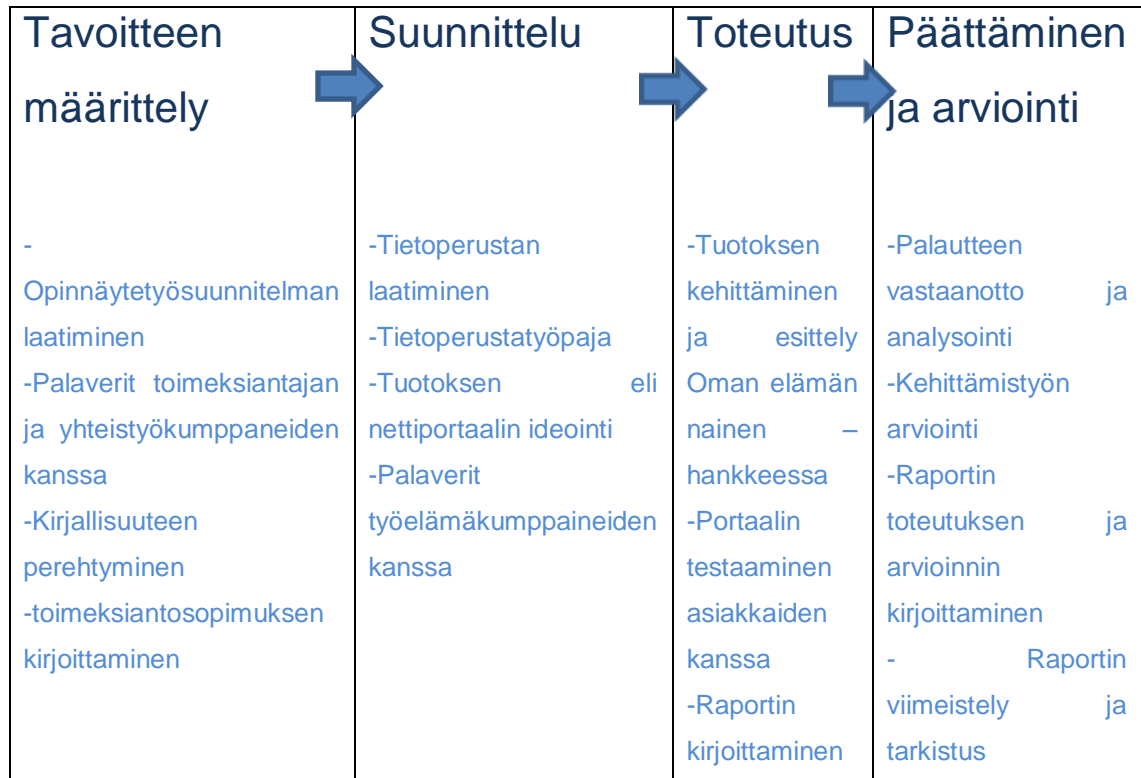 Tavoitteen
määrittely
-
Opinnäytetyösuunnitelman
laatiminen
-Palaverit toimeksiantajan
ja yhteistyökumppaneiden
kanssa
-Kirjallisuuteen
perehtyminen
-toimeksiantosopimuksen
kirjoittaminen
Suunnittelu
-Tietoperustan
laatiminen
-Tietoperustatyöpaja
-Tuotoksen eli
nettiportaalin ideointi
-Palaverit
työelämäkumppaineiden
kanssa
Toteutus
-Tuotoksen
kehittäminen
ja esittely
Oman elämän
nainen –
hankkeessa
-Portaalin
testaaminen
asiakkaiden
kanssa
-Raportin
kirjoittaminen
Päättäminen
ja arviointi
-Palautteen
vastaanotto ja
analysointi
-Kehittämistyön
arviointi
-Raportin
toteutuksen ja
arvioinnin
kirjoittaminen
- Raportin
viimeistely ja
tarkistus